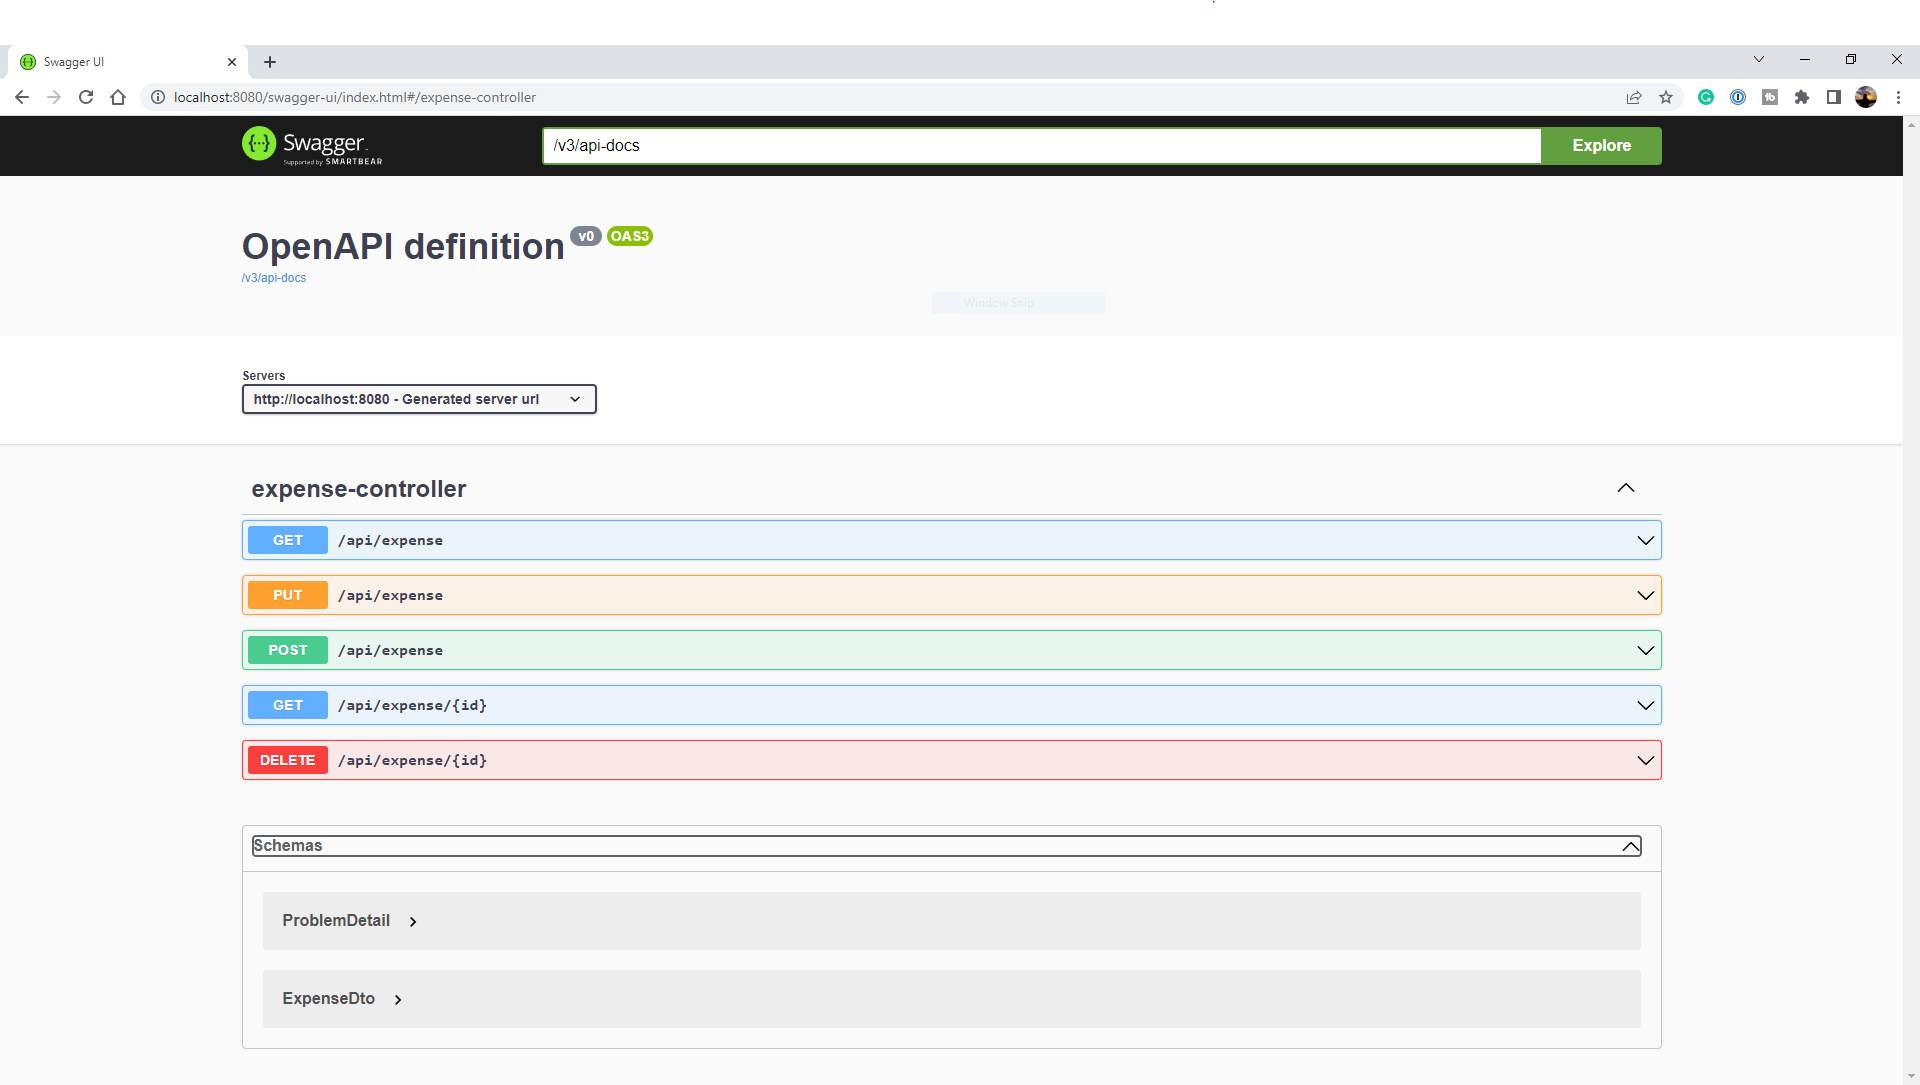 Swagger UI
localhost:8080/swagger-ui/index.html#/expense-controller
Swagger
Supported by SMARTBEAR
/v3/api-docs
Explore
OpenAPI definition v0 OAS3
/v3/api-docs
Window Snip
Servers
http://localhost:8080 - Generated server url
expense-controller
GET /api/expense
PUT /api/expense
POST /api/expense
GET /api/expense/{id}
DELETE /api/expense/{id}
Schemas
ProblemDetail
ExpenseDto